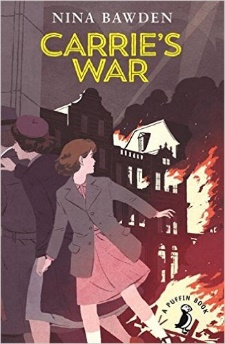 NINA BAWDEN
CARRIE'S
WAR
A PUFFIN BOOK